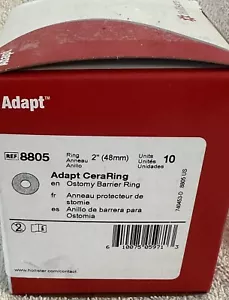 Adapt™
REF 8805
Ring
Anneau
Anillo
2" (48mm)
Units
Unités
Unidades
10
Adapt CeraRing
en Ostomy Barrier Ring
fr Anneau protecteur de stomie
es Anillo de barrera para Ostomia
www.hollister.com/contact